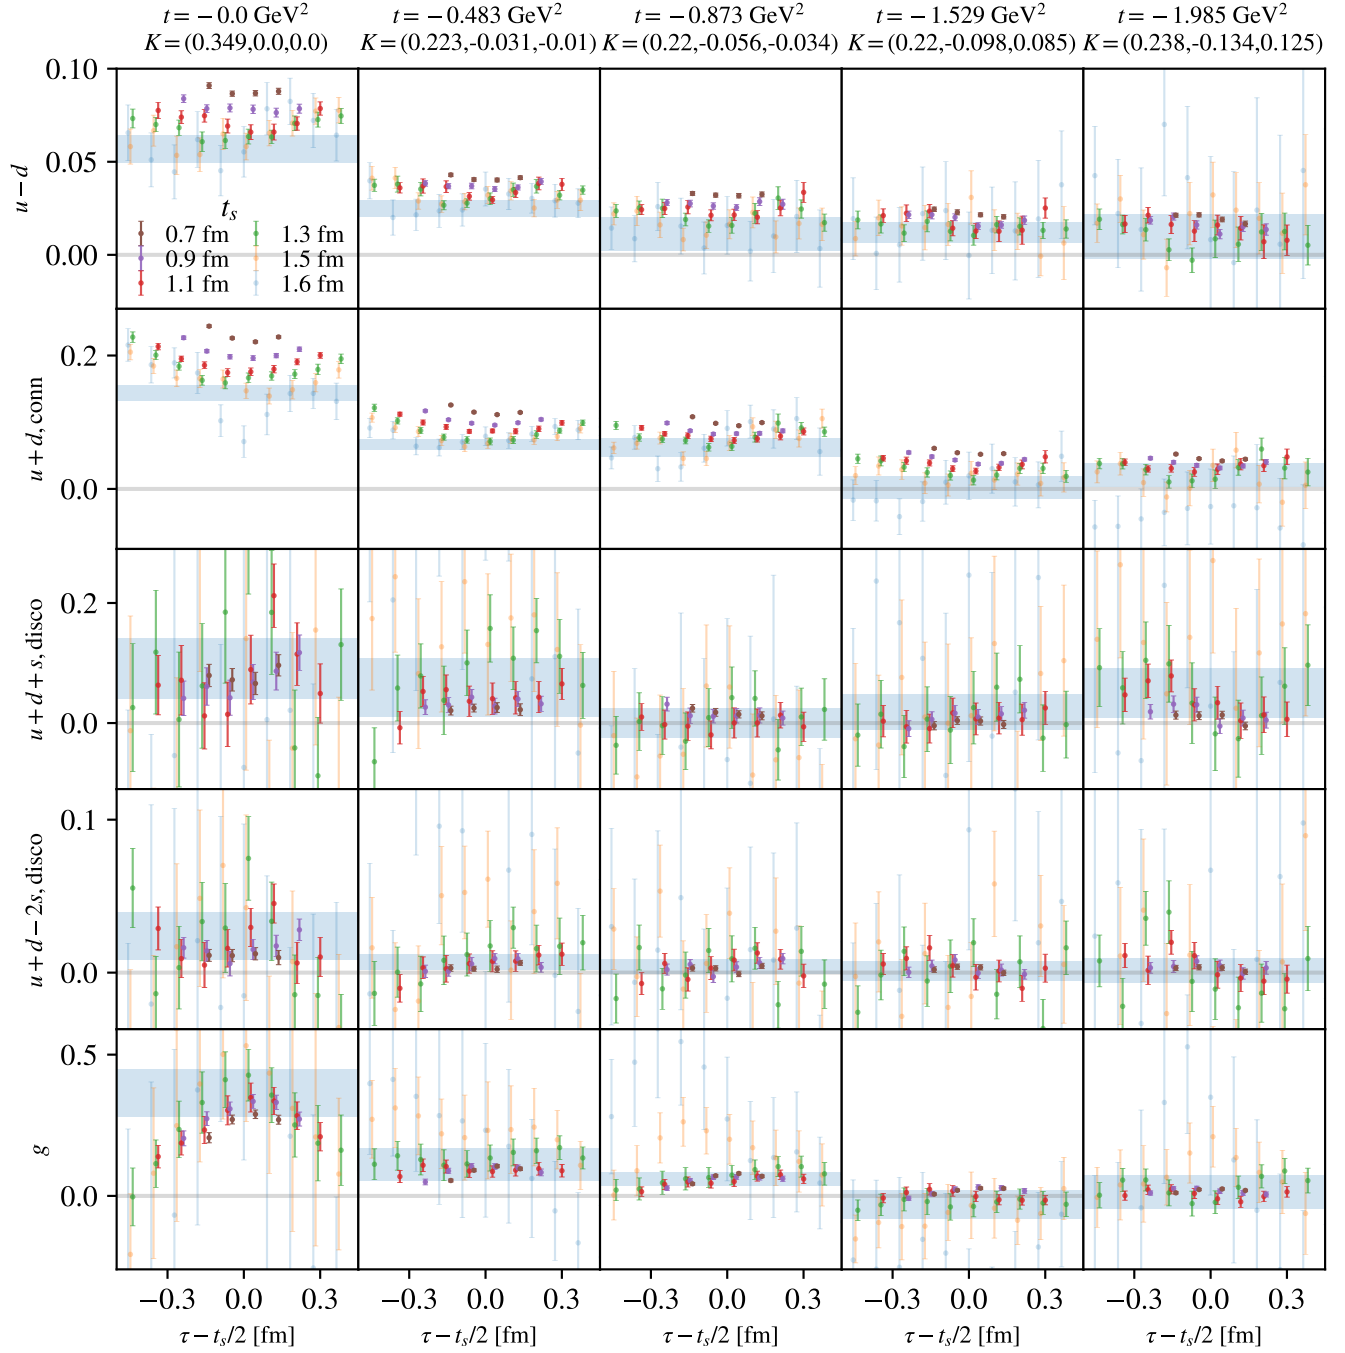 t = −0.0 GeV² t = −0.483 GeV² t = −0.873 GeV² t = −1.529 GeV² t = −1.985 GeV²
K = (0.349,0.0,0.0) K = (0.223,-0.031,-0.01) K = (0.22,-0.056,-0.034) K = (0.22,-0.098,0.085) K = (0.238,-0.134,0.125)
0.10
0.05
0.00
u − d
t_s
0.7 fm 1.3 fm
0.9 fm 1.5 fm
1.1 fm 1.6 fm
0.2
0.0
u + d, conn
0.2
0.0
u + d + s, disco
0.1
0.0
u + d − 2s, disco
0.5
0.0
g
−0.3 0.0 0.3 −0.3 0.0 0.3 −0.3 0.0 0.3 −0.3 0.0 0.3 −0.3 0.0 0.3
τ − t_s/2 [fm] τ − t_s/2 [fm] τ − t_s/2 [fm] τ − t_s/2 [fm] τ − t_s/2 [fm]